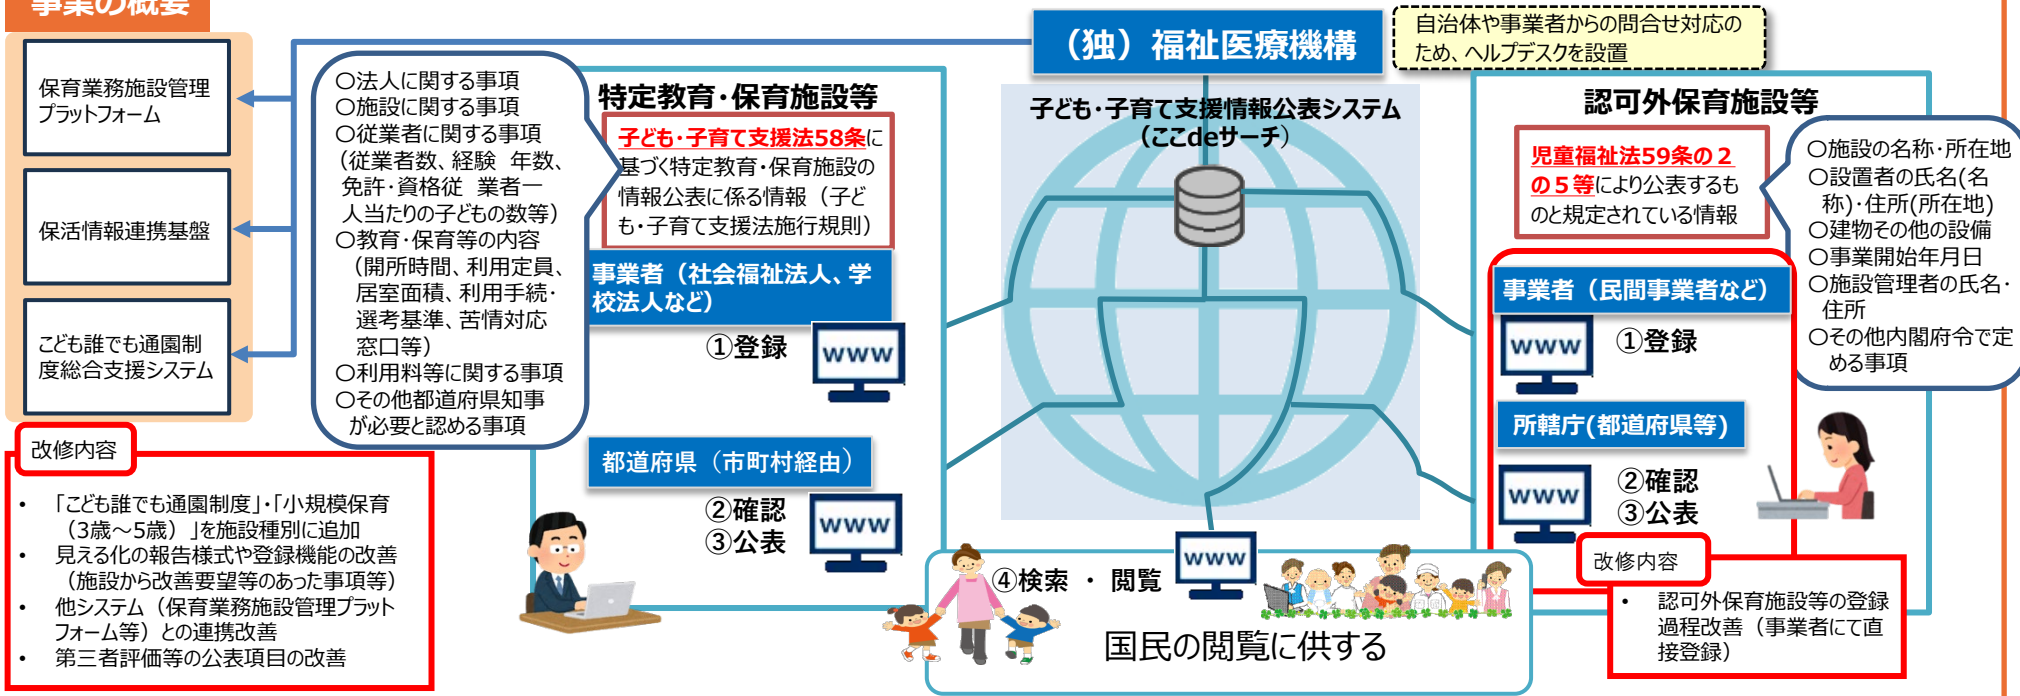 事業の概要
保育業務施設管理
プラットフォーム
保活情報連携基盤
こども誰でも通園制
度総合支援システム
〇法人に関する事項
〇施設に関する事項
〇従業者に関する事項
（従業者数、経験 年数、
免許・資格従 業者一
人当たりの子どもの数等）
〇教育・保育等の内容
（開所時間、利用定員、
居室面積、利用手続・
選考基準、苦情対応
窓口等）
〇利用料等に関する事項
〇その他都道府県知事
が必要と認める事項
特定教育・保育施設等
子ども・子育て支援法58条に
基づく特定教育・保育施設の
情報公表に係る情報（子ど
も・子育て支援法施行規則）
事業者（社会福祉法人、学
校法人など）
①登録
www
都道府県（市町村経由）
②確認
③公表
www
（独）福祉医療機構
自治体や事業者からの問合せ対応の
ため、ヘルプデスクを設置
子ども・子育て支援情報公表システム
（ここdeサーチ）
認可外保育施設等
児童福祉法59条の２
の５等により公表するも
のと規定されている情報
〇施設の名称・所在地
〇設置者の氏名(名
称)・住所(所在地)
〇建物その他の設備
〇事業開始年月日
〇施設管理者の氏名・
住所
〇その他内閣府令で定
める事項
事業者（民間事業者など）
www
①登録
所轄庁(都道府県等)
www
②確認
③公表
改修内容
• 「こども誰でも通園制度」・「小規模保育
（3歳～5歳）」を施設種別に追加
• 見える化の報告様式や登録機能の改善
（施設から改善要望等のあった事項等）
• 他システム（保育業務施設管理プラット
フォーム等）との連携改善
• 第三者評価等の公表項目の改善
④検索 ・ 閲覧
www
国民の閲覧に供する
改修内容
• 認可外保育施設等の登録
過程改善（事業者にて直
接登録）